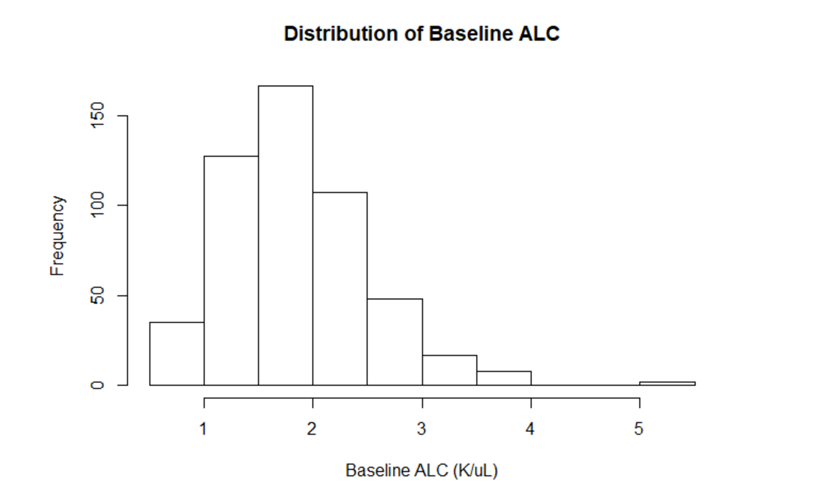 Distribution of Baseline ALC
150
100
50
0
Frequency
1 2 3 4 5
Baseline ALC (K/uL)